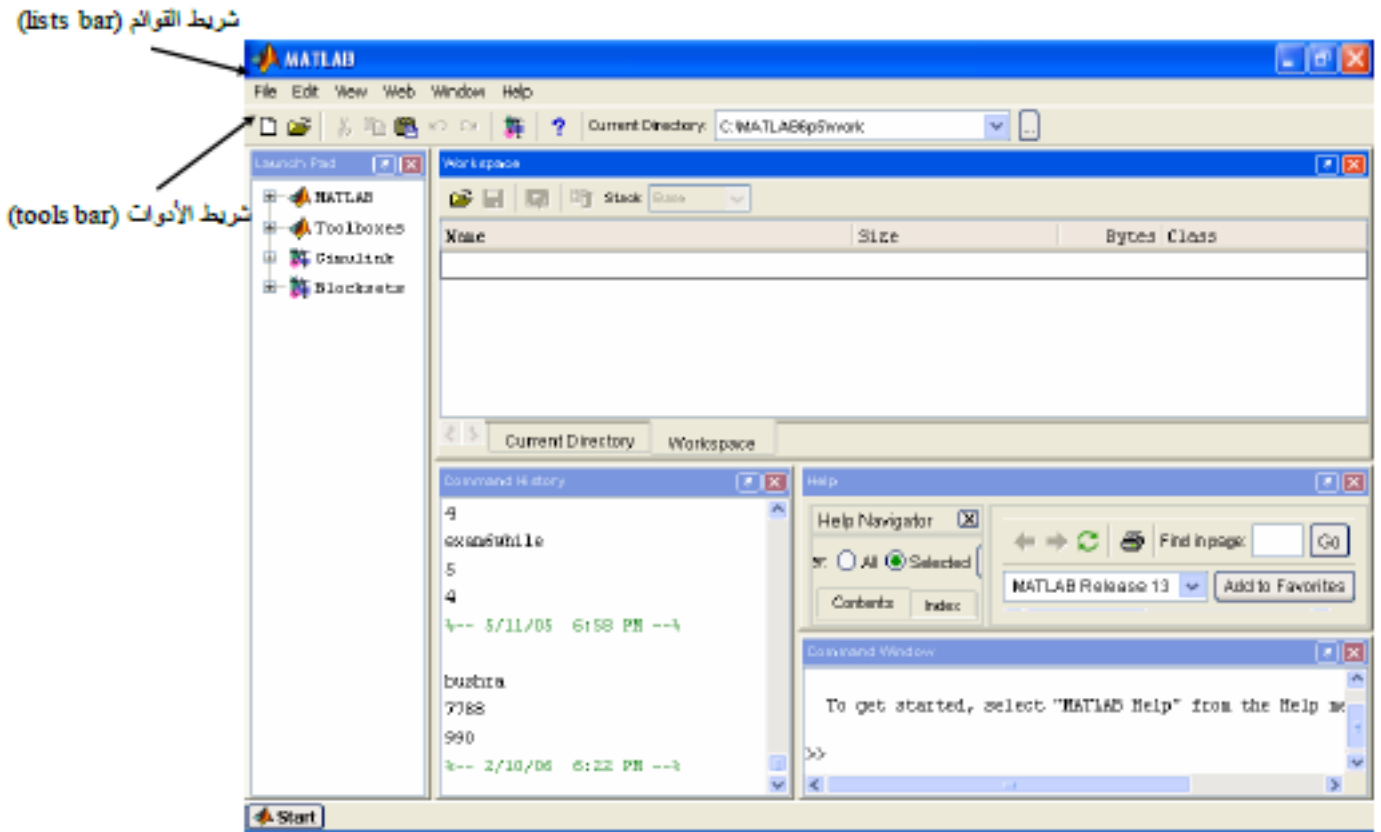 شريط القوائم (lists bar)
MATLAB
File Edit View Web Window Help
Current Directory: C:\MATLAB6p5\work ...
شريط الأدوات (tools bar)
Launch Pad
MATLAB
Toolboxes
Simulink
Blocksets
Workspace
Stack: Base
Name Size Bytes Class
Current Directory Workspace
Command History
4
exam6while
5
4
%-- 5/11/05 6:58 PM --%
bushra
7788
990
%-- 2/10/06 6:22 PM --%
Help
Help Navigator
All Selected
Contents Index
Find in page: Go
MATLAB Release 13 Add to Favorites
Command Window
To get started, select "MATLAB Help" from the Help me
>>
Start